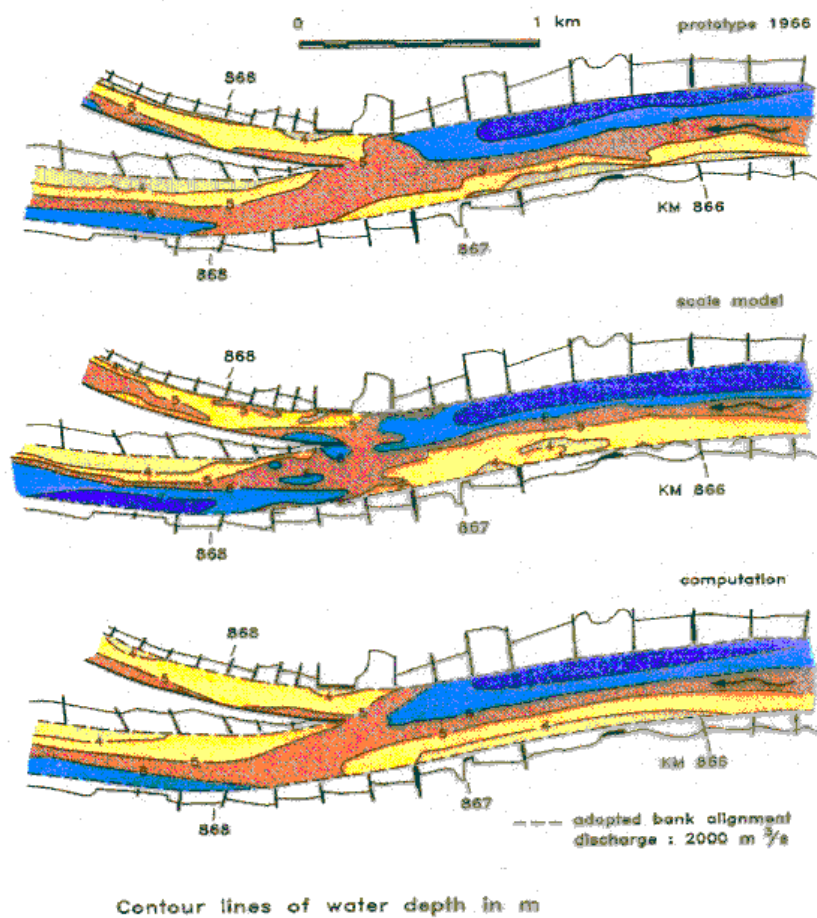 0 1 km
prototype 1966
868
KM 866
867
868
scale model
868
KM 866
867
868
computation
868
KM 866
867
868
--- adopted bank alignment
discharge : 2000 m³/s
Contour lines of water depth in m